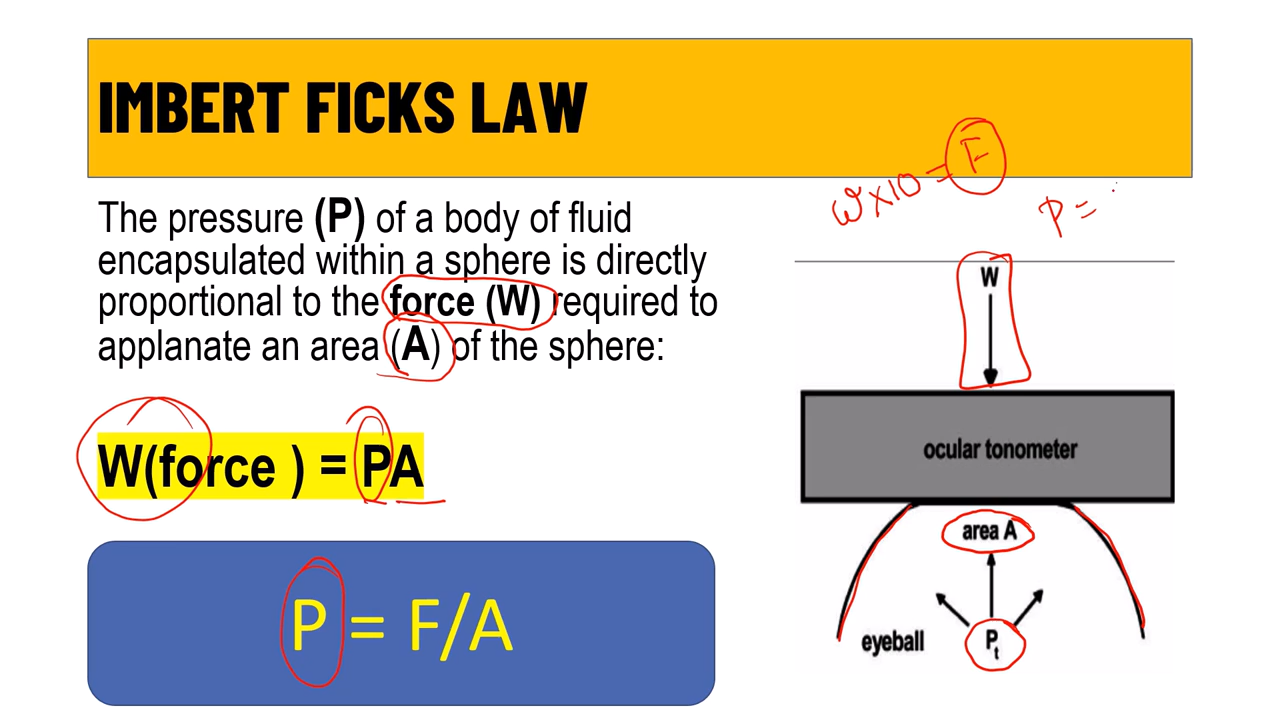 IMBERT FICKS LAW
The pressure (P) of a body of fluid
encapsulated within a sphere is directly
proportional to the force (W) required to
applanate an area (A) of the sphere:
W(force ) = PA
P = F/A
W×10 = F
P =
W
ocular tonometer
area A
eyeball
Pt